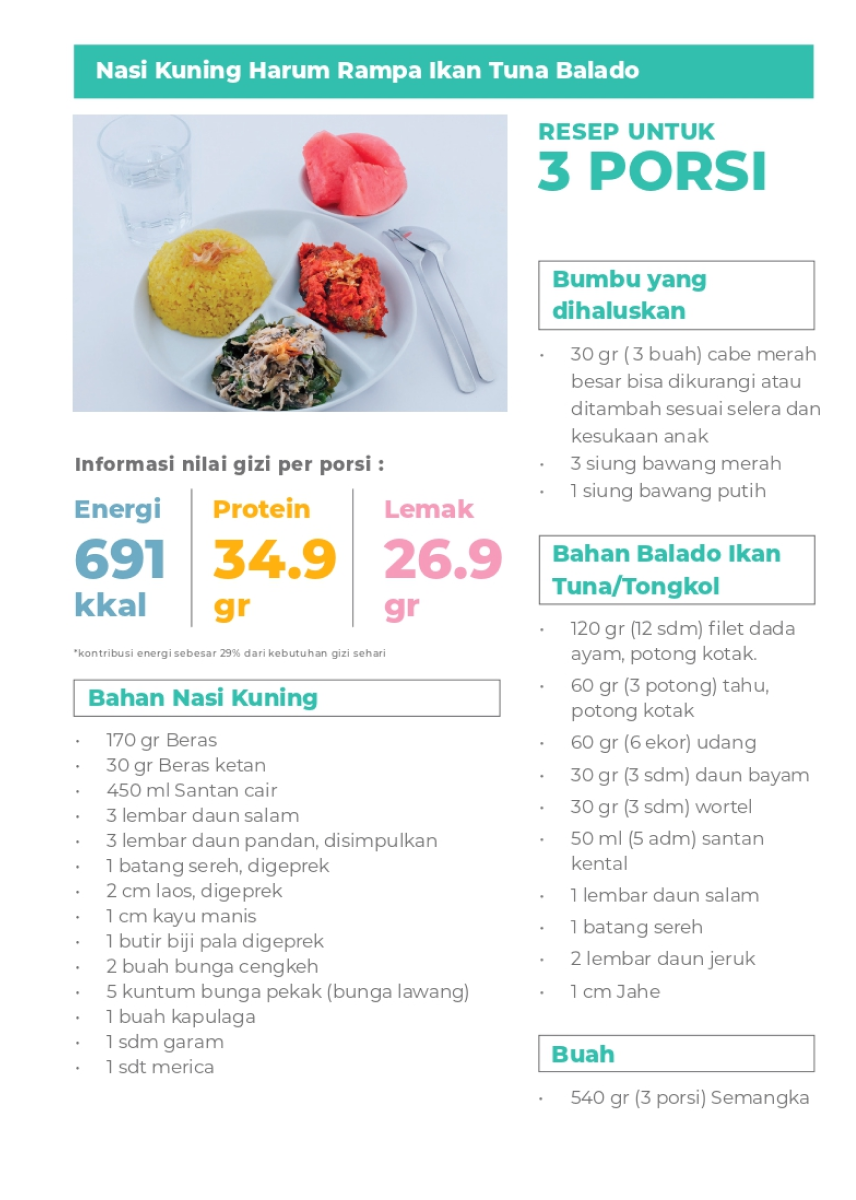 Nasi Kuning Harum Rampa Ikan Tuna Balado
RESEP UNTUK
3 PORSI
Informasi nilai gizi per porsi :
Energi
691
kkal
Protein
34.9
gr
Lemak
26.9
gr
*kontribusi energi sebesar 29% dari kebutuhan gizi sehari
Bahan Nasi Kuning
• 170 gr Beras
• 30 gr Beras ketan
• 450 ml Santan cair
• 3 lembar daun salam
• 3 lembar daun pandan, disimpulkan
• 1 batang sereh, digeprek
• 2 cm laos, digeprek
• 1 cm kayu manis
• 1 butir biji pala digeprek
• 2 buah bunga cengkeh
• 5 kuntum bunga pekak (bunga lawang)
• 1 buah kapulaga
• 1 sdm garam
• 1 sdt merica
Bumbu yang
dihaluskan
• 30 gr ( 3 buah) cabe merah
besar bisa dikurangi atau
ditambah sesuai selera dan
kesukaan anak
• 3 siung bawang merah
• 1 siung bawang putih
Bahan Balado Ikan
Tuna/Tongkol
• 120 gr (12 sdm) filet dada
ayam, potong kotak.
• 60 gr (3 potong) tahu,
potong kotak
• 60 gr (6 ekor) udang
• 30 gr (3 sdm) daun bayam
• 30 gr (3 sdm) wortel
• 50 ml (5 adm) santan
kental
• 1 lembar daun salam
• 1 batang sereh
• 2 lembar daun jeruk
• 1 cm Jahe
Buah
• 540 gr (3 porsi) Semangka